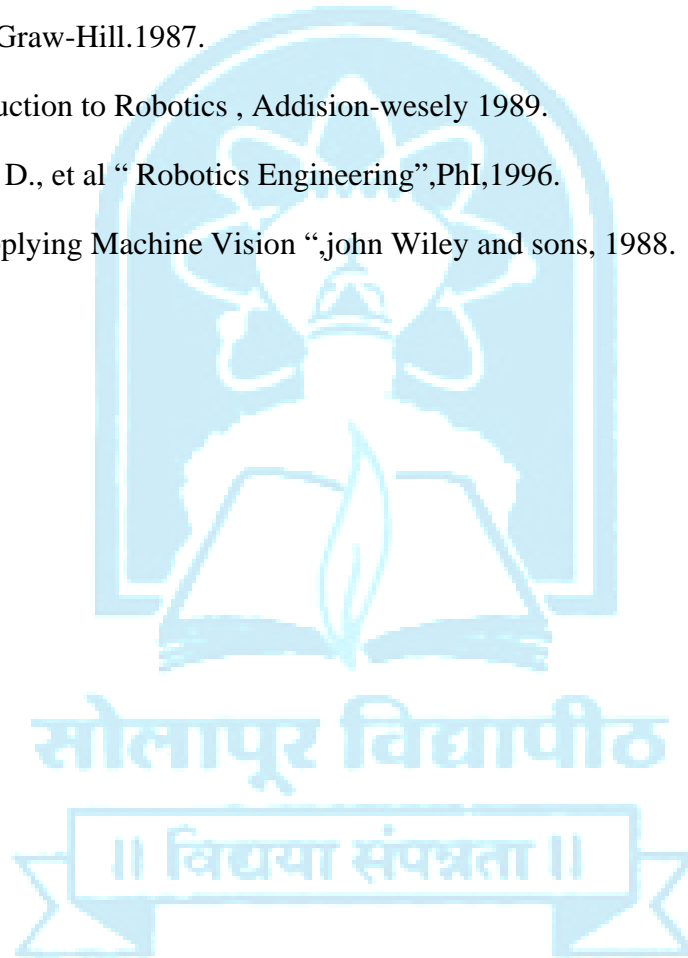 Graw-Hill.1987.
uction to Robotics , Addision-wesely 1989.
D., et al “ Robotics Engineering”,PhI,1996.
plying Machine Vision “,john Wiley and sons, 1988.
सोलापूर विद्यापीठ
॥ विद्यया संपन्नता ॥